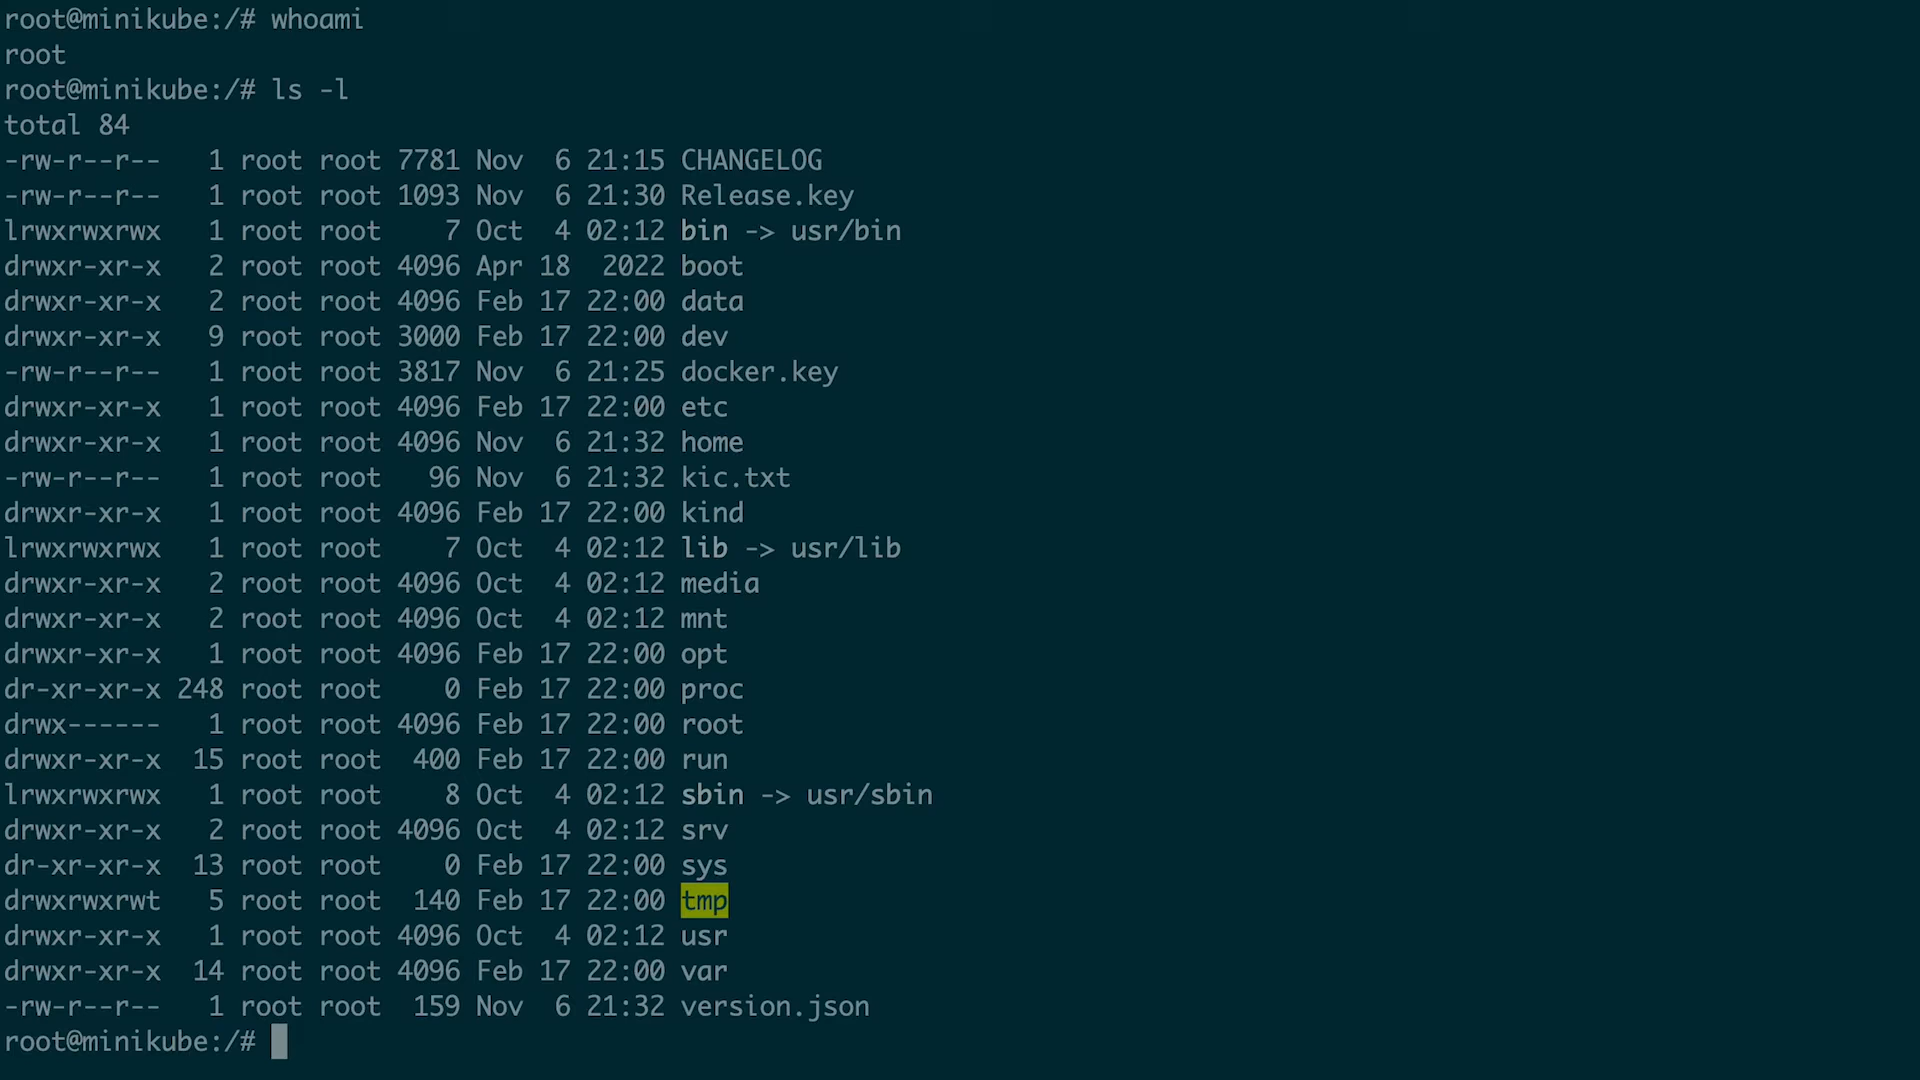 root@minikube:/# whoami
root
root@minikube:/# ls -l
total 84
-rw-r--r--   1 root root 7781 Nov  6 21:15 CHANGELOG
-rw-r--r--   1 root root 1093 Nov  6 21:30 Release.key
lrwxrwxrwx   1 root root    7 Oct  4 02:12 bin -> usr/bin
drwxr-xr-x   2 root root 4096 Apr 18  2022 boot
drwxr-xr-x   2 root root 4096 Feb 17 22:00 data
drwxr-xr-x   9 root root 3000 Feb 17 22:00 dev
-rw-r--r--   1 root root 3817 Nov  6 21:25 docker.key
drwxr-xr-x   1 root root 4096 Feb 17 22:00 etc
drwxr-xr-x   1 root root 4096 Nov  6 21:32 home
-rw-r--r--   1 root root   96 Nov  6 21:32 kic.txt
drwxr-xr-x   1 root root 4096 Feb 17 22:00 kind
lrwxrwxrwx   1 root root    7 Oct  4 02:12 lib -> usr/lib
drwxr-xr-x   2 root root 4096 Oct  4 02:12 media
drwxr-xr-x   2 root root 4096 Oct  4 02:12 mnt
drwxr-xr-x   1 root root 4096 Feb 17 22:00 opt
dr-xr-xr-x 248 root root    0 Feb 17 22:00 proc
drwx------   1 root root 4096 Feb 17 22:00 root
drwxr-xr-x  15 root root  400 Feb 17 22:00 run
lrwxrwxrwx   1 root root    8 Oct  4 02:12 sbin -> usr/sbin
drwxr-xr-x   2 root root 4096 Oct  4 02:12 srv
dr-xr-xr-x  13 root root    0 Feb 17 22:00 sys
drwxrwxrwt   5 root root  140 Feb 17 22:00 tmp
drwxr-xr-x   1 root root 4096 Oct  4 02:12 usr
drwxr-xr-x  14 root root 4096 Feb 17 22:00 var
-rw-r--r--   1 root root  159 Nov  6 21:32 version.json
root@minikube:/#